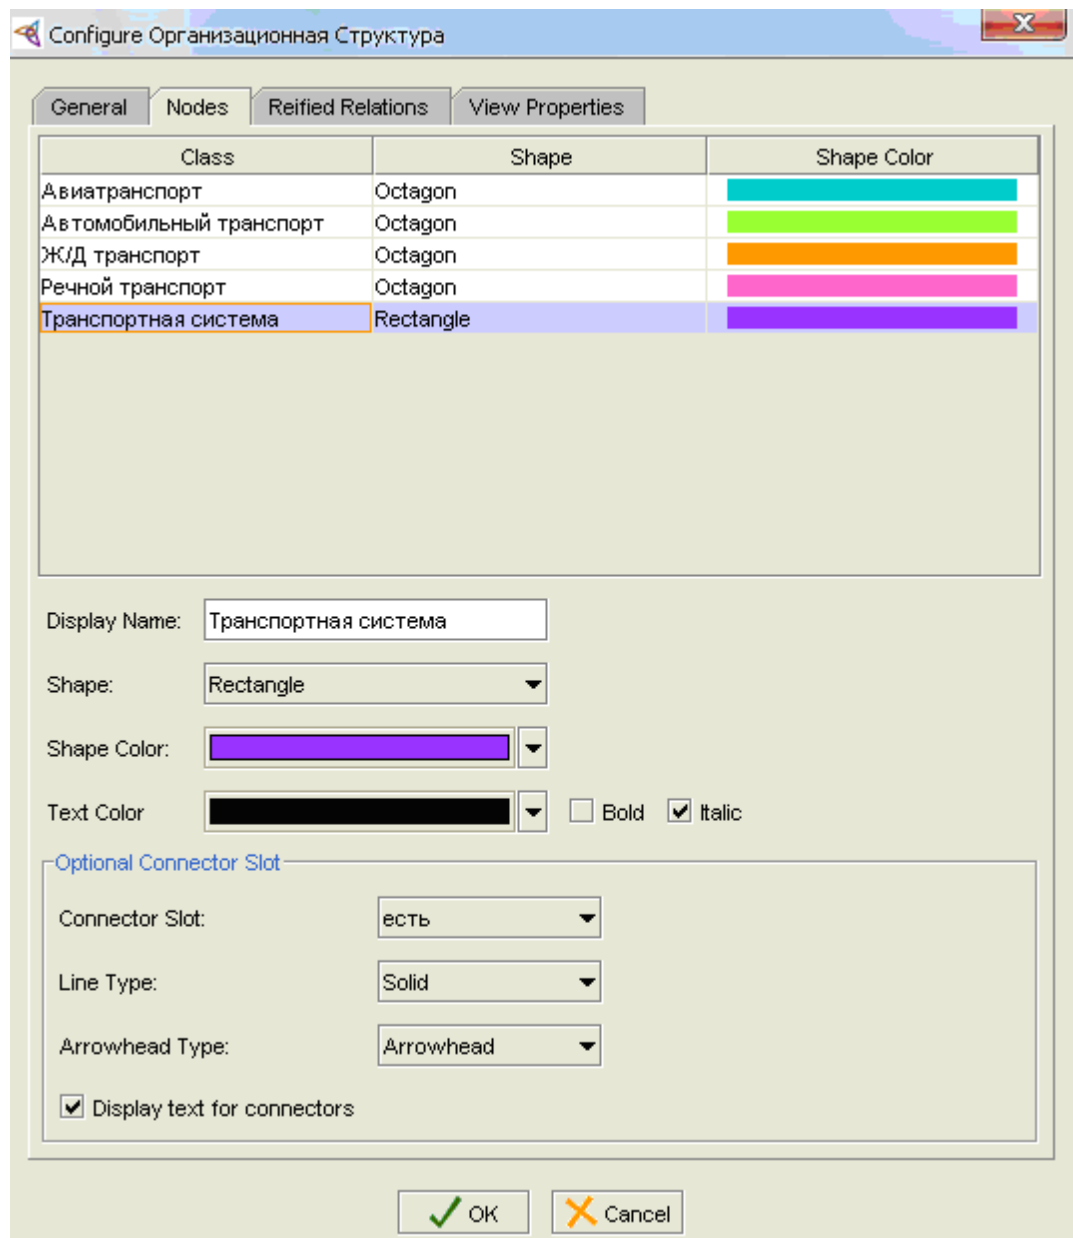 Configure Организационная Структура
General Nodes Reified Relations View Properties
Class Shape Shape Color
Авиатранспорт Octagon
Автомобильный транспорт Octagon
Ж/Д транспорт Octagon
Речной транспорт Octagon
Транспортная система Rectangle
Display Name: Транспортная система
Shape: Rectangle
Shape Color:
Text Color Bold Italic
Optional Connector Slot
Connector Slot: есть
Line Type: Solid
Arrowhead Type: Arrowhead
Display text for connectors
OK Cancel